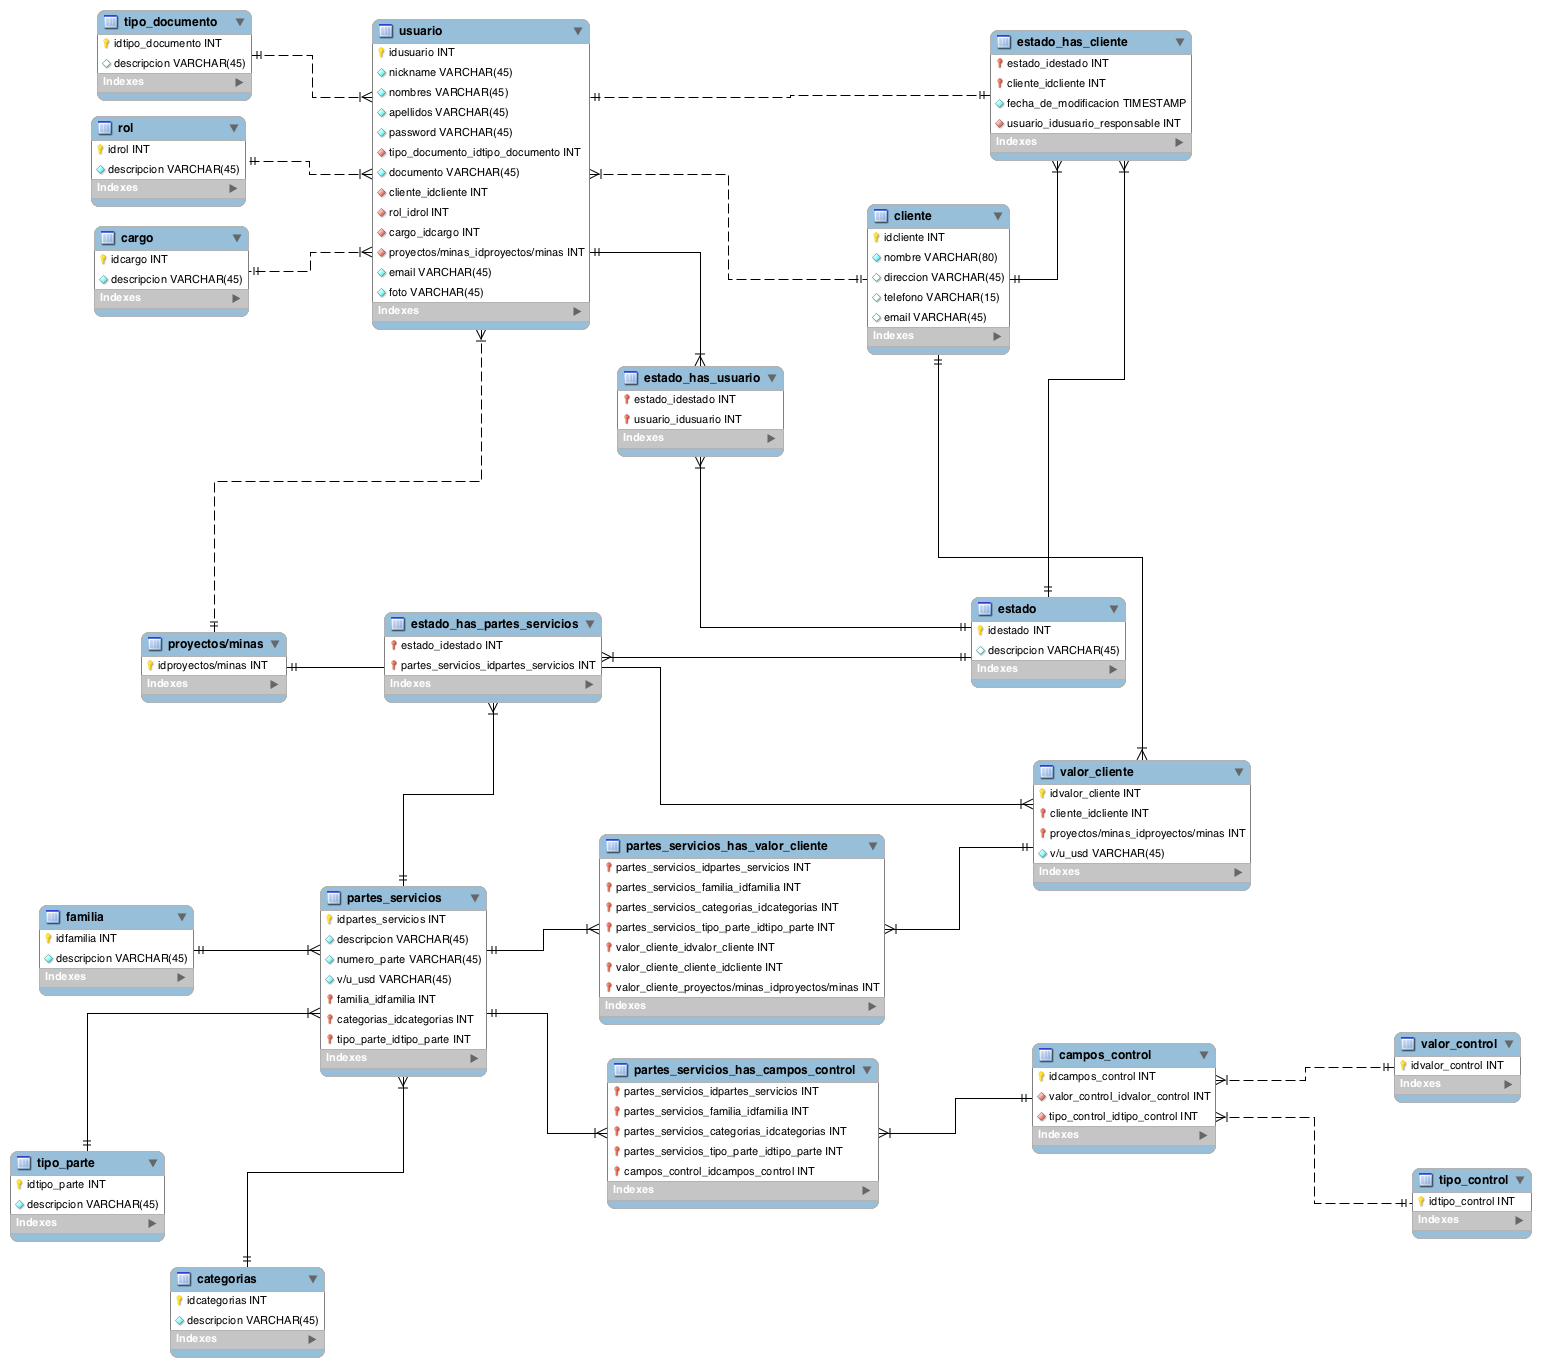 tipo_documento
idtipo_documento INT
descripcion VARCHAR(45)
Indexes
rol
idrol INT
descripcion VARCHAR(45)
Indexes
cargo
idcargo INT
descripcion VARCHAR(45)
Indexes
usuario
idusuario INT
nickname VARCHAR(45)
nombres VARCHAR(45)
apellidos VARCHAR(45)
password VARCHAR(45)
tipo_documento_idtipo_documento INT
documento VARCHAR(45)
cliente_idcliente INT
rol_idrol INT
cargo_idcargo INT
proyectos/minas_idproyectos/minas INT
email VARCHAR(45)
foto VARCHAR(45)
Indexes
estado_has_cliente
estado_idestado INT
cliente_idcliente INT
fecha_de_modificacion TIMESTAMP
usuario_idusuario_responsable INT
Indexes
cliente
idcliente INT
nombre VARCHAR(80)
direccion VARCHAR(45)
telefono VARCHAR(15)
email VARCHAR(45)
Indexes
estado_has_usuario
estado_idestado INT
usuario_idusuario INT
Indexes
estado
idestado INT
descripcion VARCHAR(45)
Indexes
estado_has_partes_servicios
estado_idestado INT
partes_servicios_idpartes_servicios INT
Indexes
proyectos/minas
idproyectos/minas INT
Indexes
valor_cliente
idvalor_cliente INT
cliente_idcliente INT
proyectos/minas_idproyectos/minas INT
v/u_usd VARCHAR(45)
Indexes
partes_servicios_has_valor_cliente
partes_servicios_idpartes_servicios INT
partes_servicios_familia_idfamilia INT
partes_servicios_categorias_idcategorias INT
partes_servicios_tipo_parte_idtipo_parte INT
valor_cliente_idvalor_cliente INT
valor_cliente_cliente_idcliente INT
valor_cliente_proyectos/minas_idproyectos/minas INT
Indexes
partes_servicios
idpartes_servicios INT
descripcion VARCHAR(45)
numero_parte VARCHAR(45)
v/u_usd VARCHAR(45)
familia_idfamilia INT
categorias_idcategorias INT
tipo_parte_idtipo_parte INT
Indexes
familia
idfamilia INT
descripcion VARCHAR(45)
Indexes
partes_servicios_has_campos_control
partes_servicios_idpartes_servicios INT
partes_servicios_familia_idfamilia INT
partes_servicios_categorias_idcategorias INT
partes_servicios_tipo_parte_idtipo_parte INT
campos_control_idcampos_control INT
Indexes
campos_control
idcampos_control INT
valor_control_idvalor_control INT
tipo_control_idtipo_control INT
Indexes
valor_control
idvalor_control INT
Indexes
tipo_control
idtipo_control INT
Indexes
tipo_parte
idtipo_parte INT
descripcion VARCHAR(45)
Indexes
categorias
idcategorias INT
descripcion VARCHAR(45)
Indexes